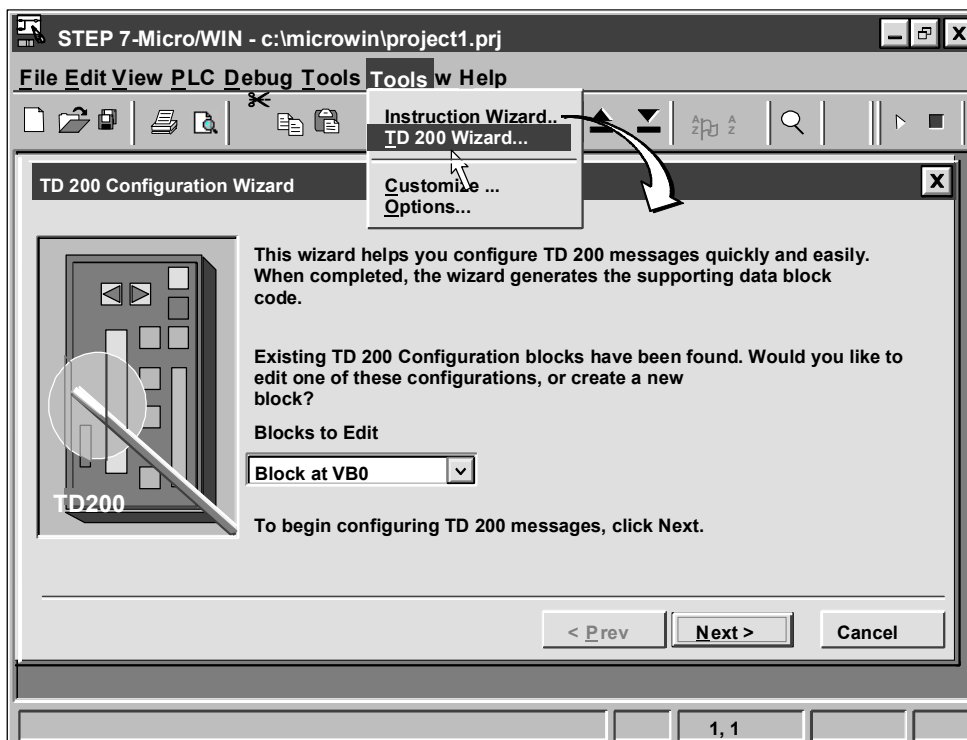 STEP 7-Micro/WIN - c:\microwin\project1.prj
File Edit View PLC Debug Tools Tools w Help
Instruction Wizard..
TD 200 Wizard...
Customize ...
Options...
A
Z
A
Z
TD 200 Configuration Wizard
This wizard helps you configure TD 200 messages quickly and easily.
When completed, the wizard generates the supporting data block
code.
Existing TD 200 Configuration blocks have been found. Would you like to
edit one of these configurations, or create a new
block?
Blocks to Edit
Block at VB0
TD200
To begin configuring TD 200 messages, click Next.
< Prev
Next >
Cancel
1, 1